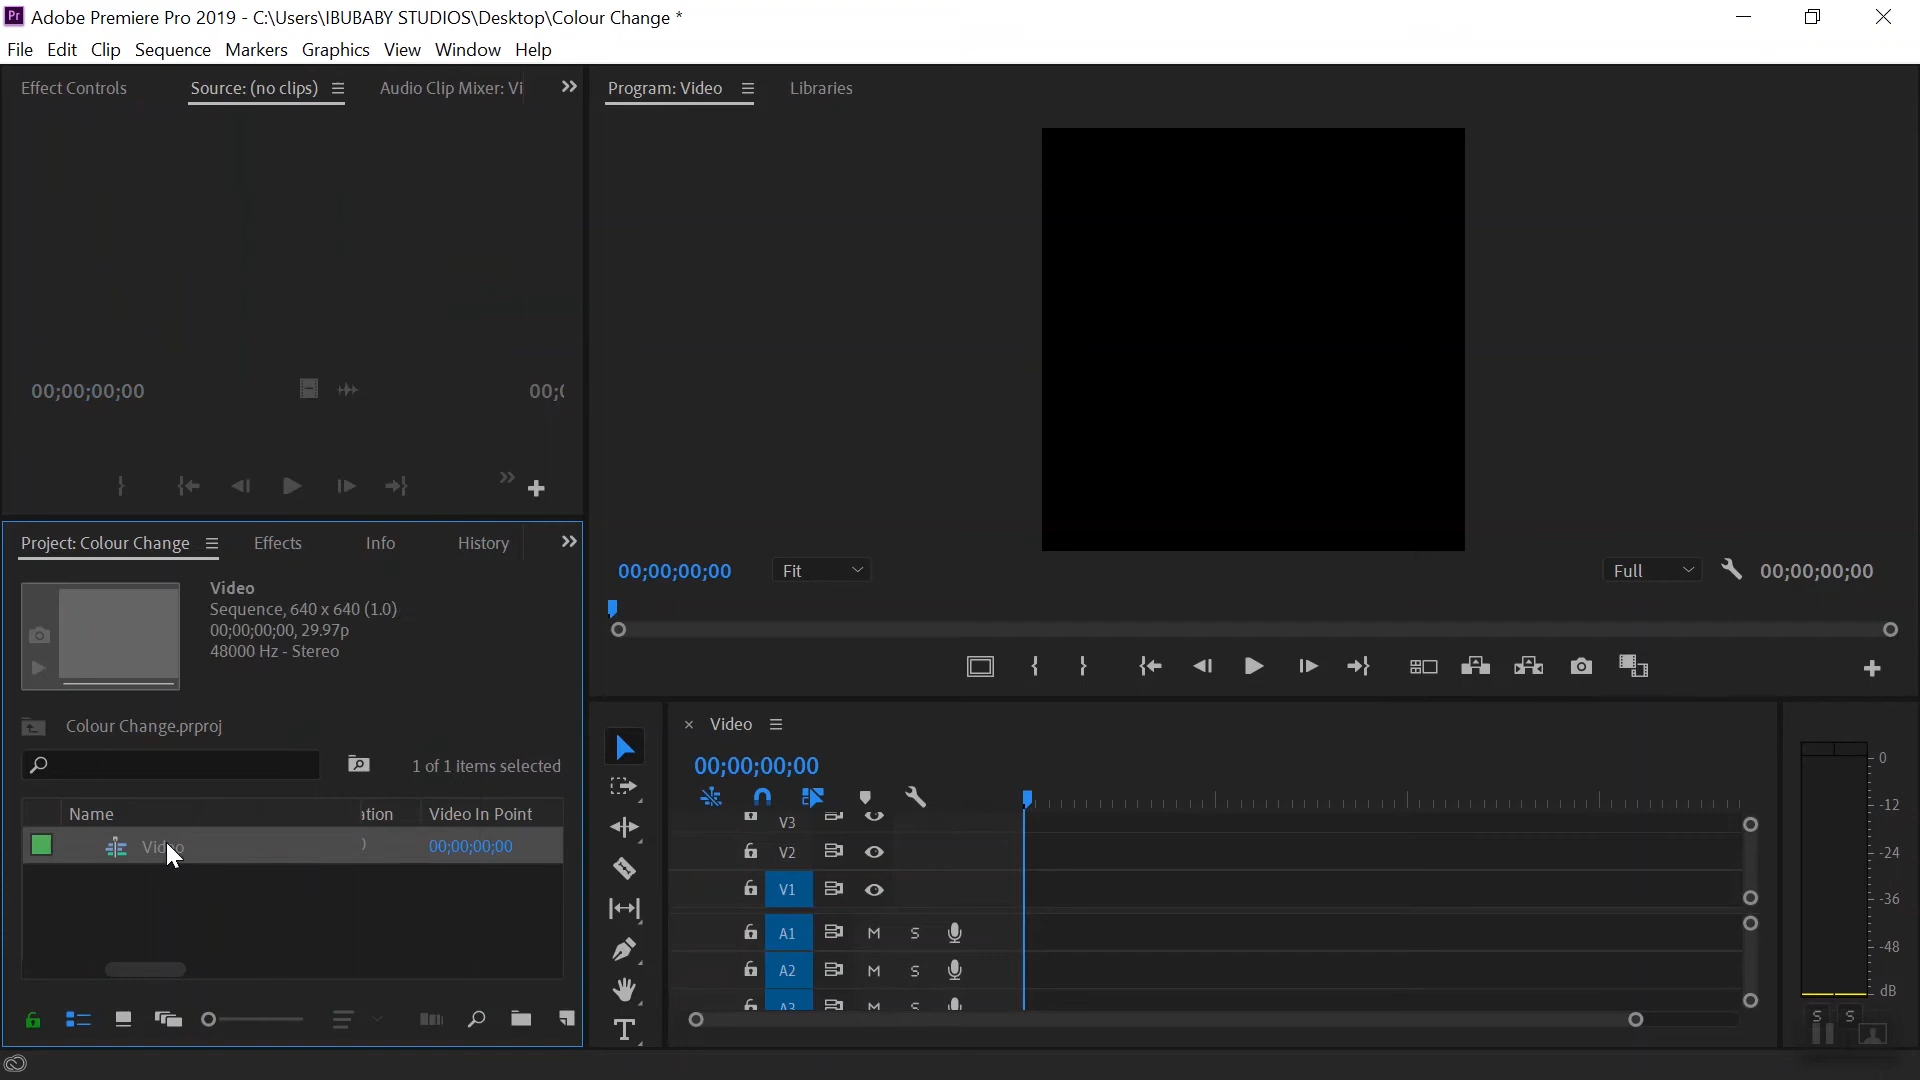 Pr Adobe Premiere Pro 2019 - C:\Users\IBUBABY STUDIOS\Desktop\Colour Change *
File Edit Clip Sequence Markers Graphics View Window Help
Effect Controls Source: (no clips) Audio Clip Mixer: Vi
Program: Video Libraries
00;00;00;00 00;(
00;00;00;00 Fit Full 00;00;00;00
Project: Colour Change Effects Info History
Video
Sequence, 640 x 640 (1.0)
00;00;00;00, 29.97p
48000 Hz - Stereo
Colour Change.prproj
1 of 1 items selected
Name ation Video In Point
Video ) 00;00;00;00
× Video
00;00;00;00
V3
V2
V1
A1 M S
A2 M S
A3 M S
T
0
-12
-24
-36
-48
dB
S S